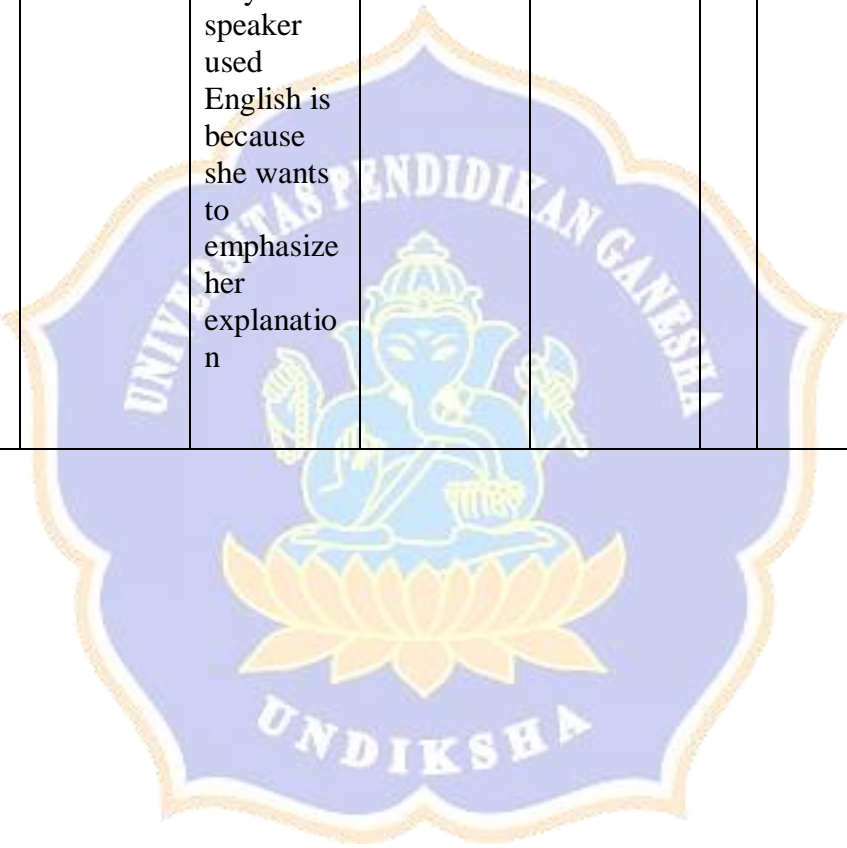 speaker
used
English is
because
she wants
to
emphasize
her
explanatio
n
UNIVERSITAS PENDIDIKAN GANESHA
UNDIKSHA